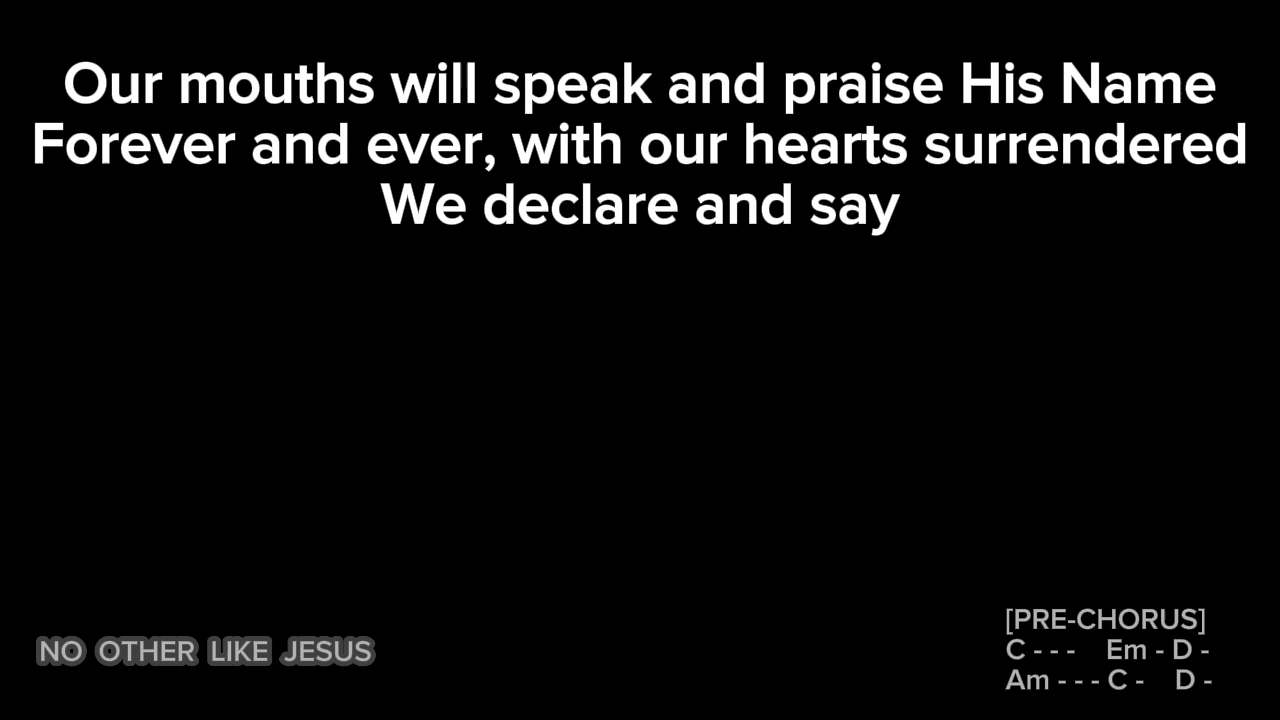 Our mouths will speak and praise His Name
Forever and ever, with our hearts surrendered
We declare and say
NO OTHER LIKE JESUS
[PRE-CHORUS]
C - - - Em - D -
Am - - - C - D -